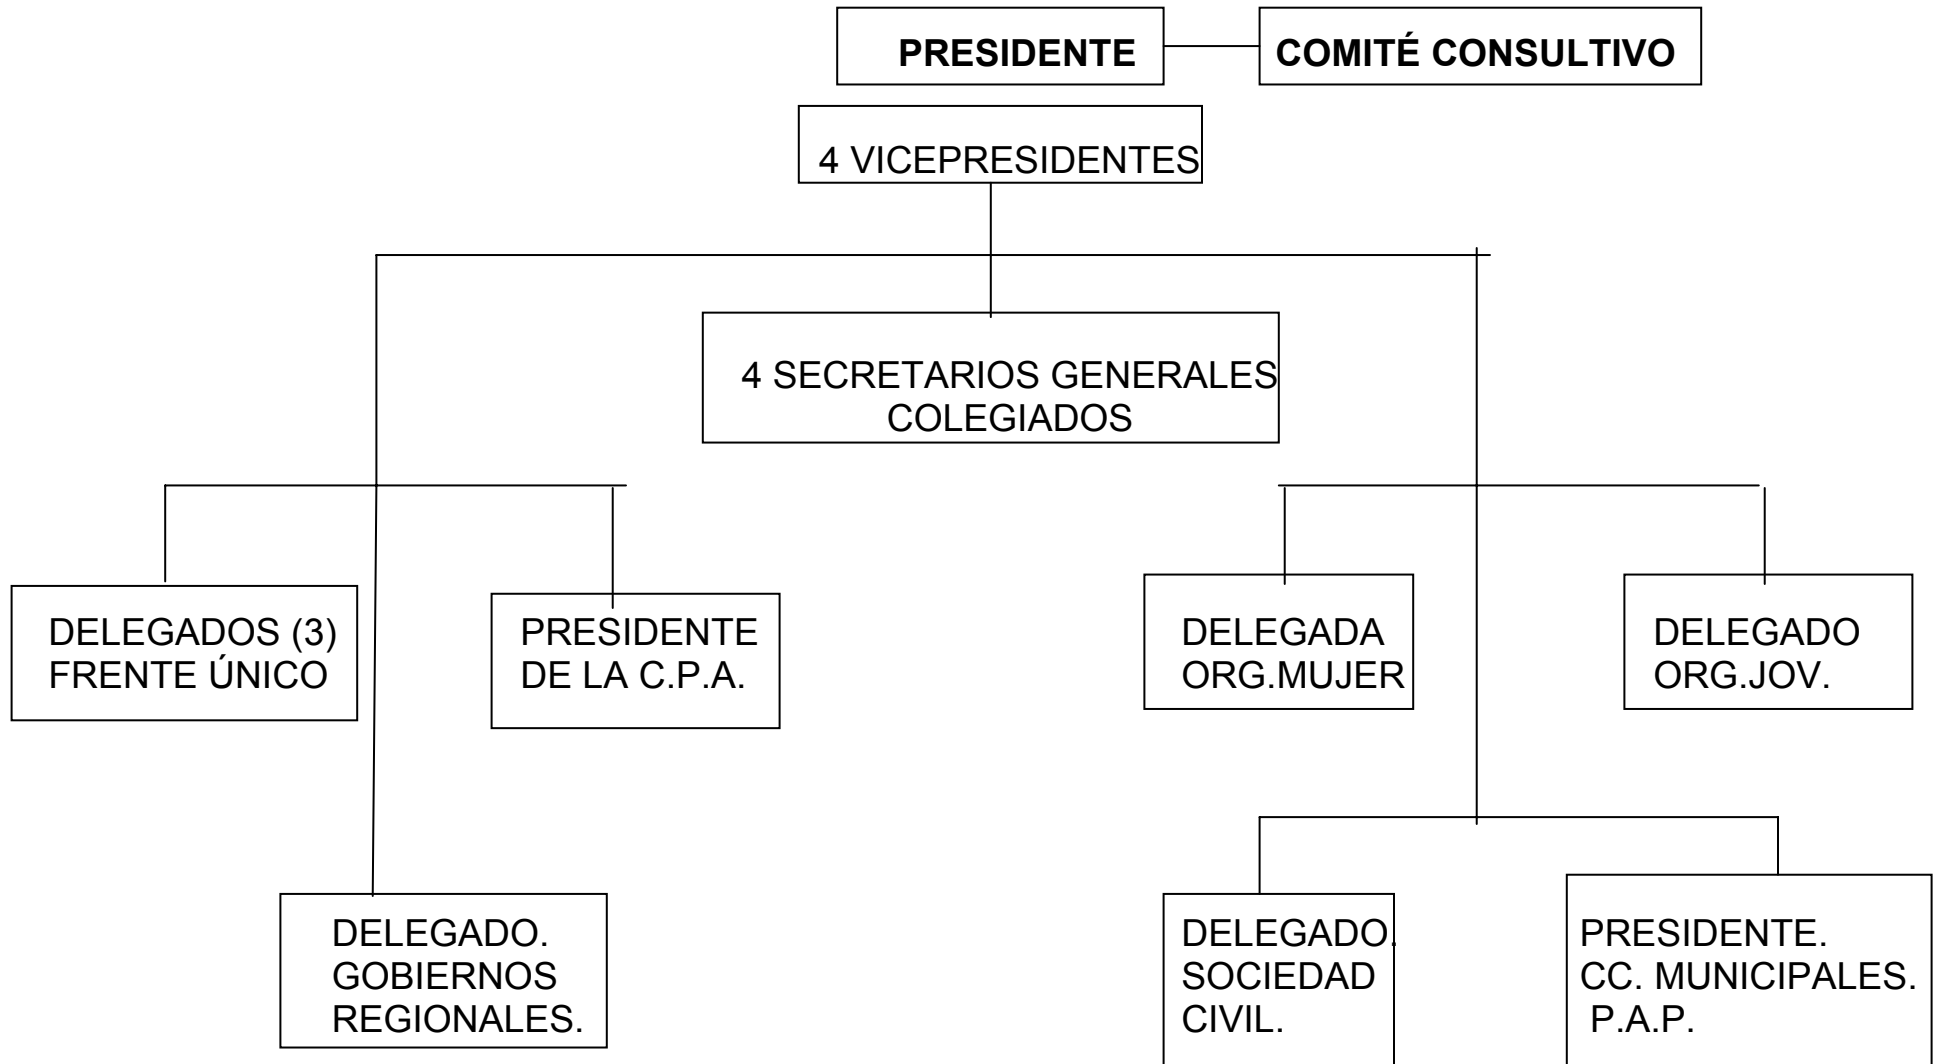 PRESIDENTE
COMITÉ CONSULTIVO
4 VICEPRESIDENTES
4 SECRETARIOS GENERALES
COLEGIADOS
DELEGADOS (3)
FRENTE ÚNICO
PRESIDENTE
DE LA C.P.A.
DELEGADA
ORG.MUJER
DELEGADO
ORG.JOV.
DELEGADO.
GOBIERNOS
REGIONALES.
DELEGADO.
SOCIEDAD
CIVIL.
PRESIDENTE.
CC. MUNICIPALES.
P.A.P.